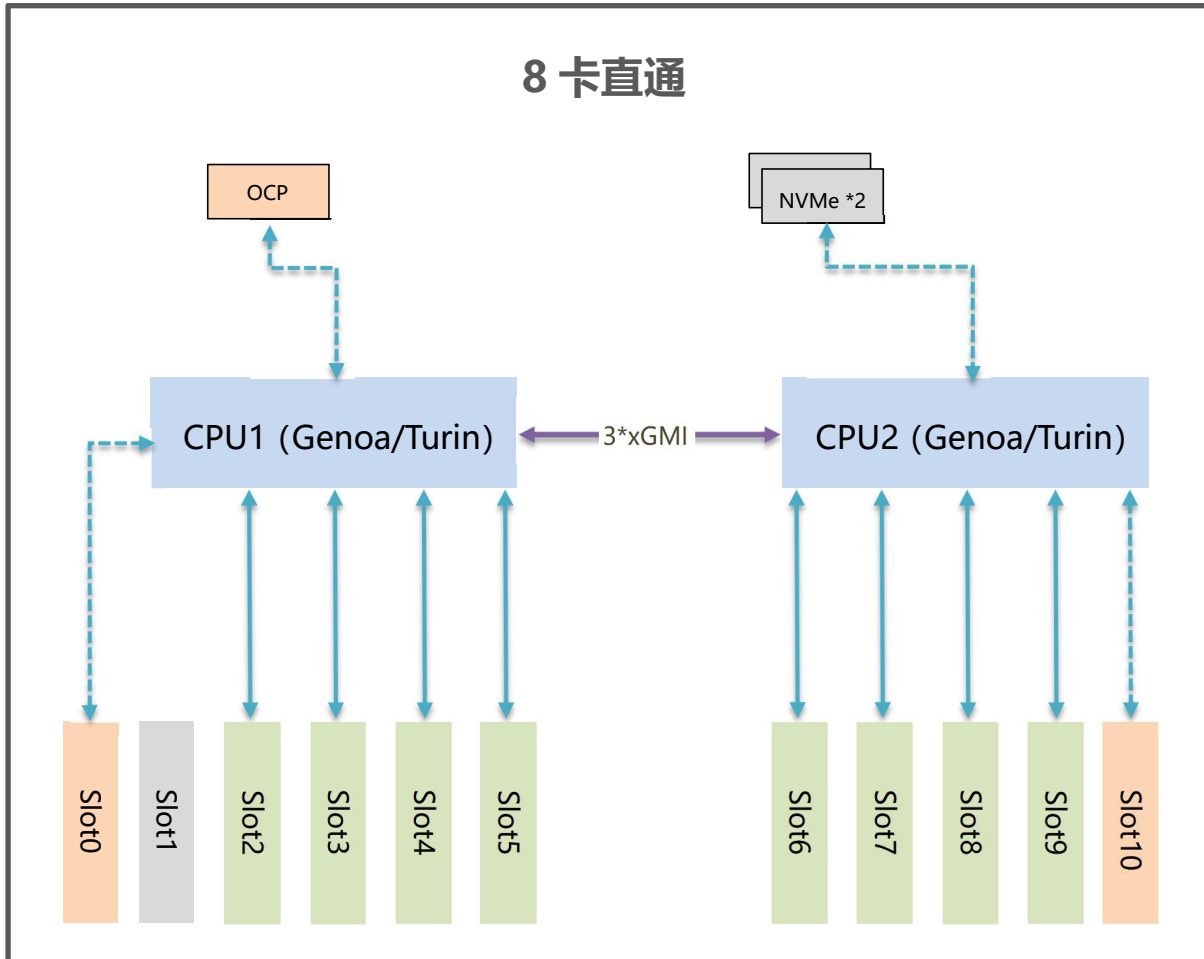 8 卡直通
OCP
NVMe *2
CPU1 (Genoa/Turin)
3*xGMI
CPU2 (Genoa/Turin)
Slot0
Slot1
Slot2
Slot3
Slot4
Slot5
Slot6
Slot7
Slot8
Slot9
Slot10